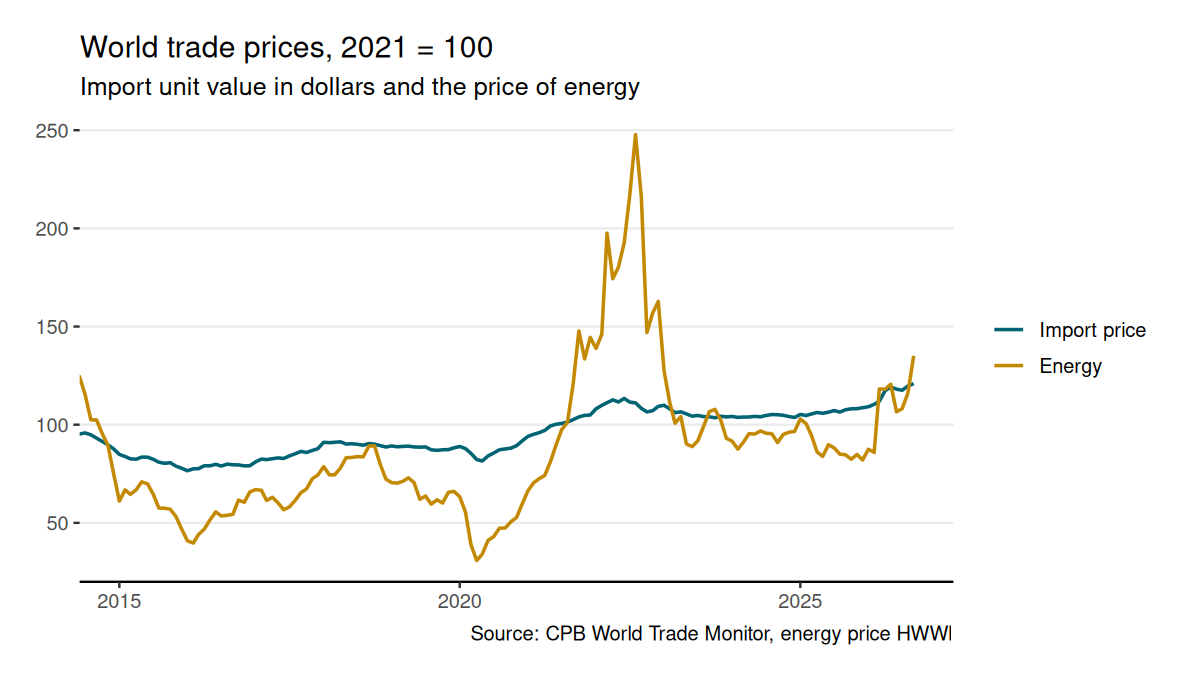 World trade prices, 2021 = 100
Import unit value in dollars and the price of energy
250
200
150
100
50
2015
2020
2025
Import price
Energy
Source: CPB World Trade Monitor, energy price HWWI